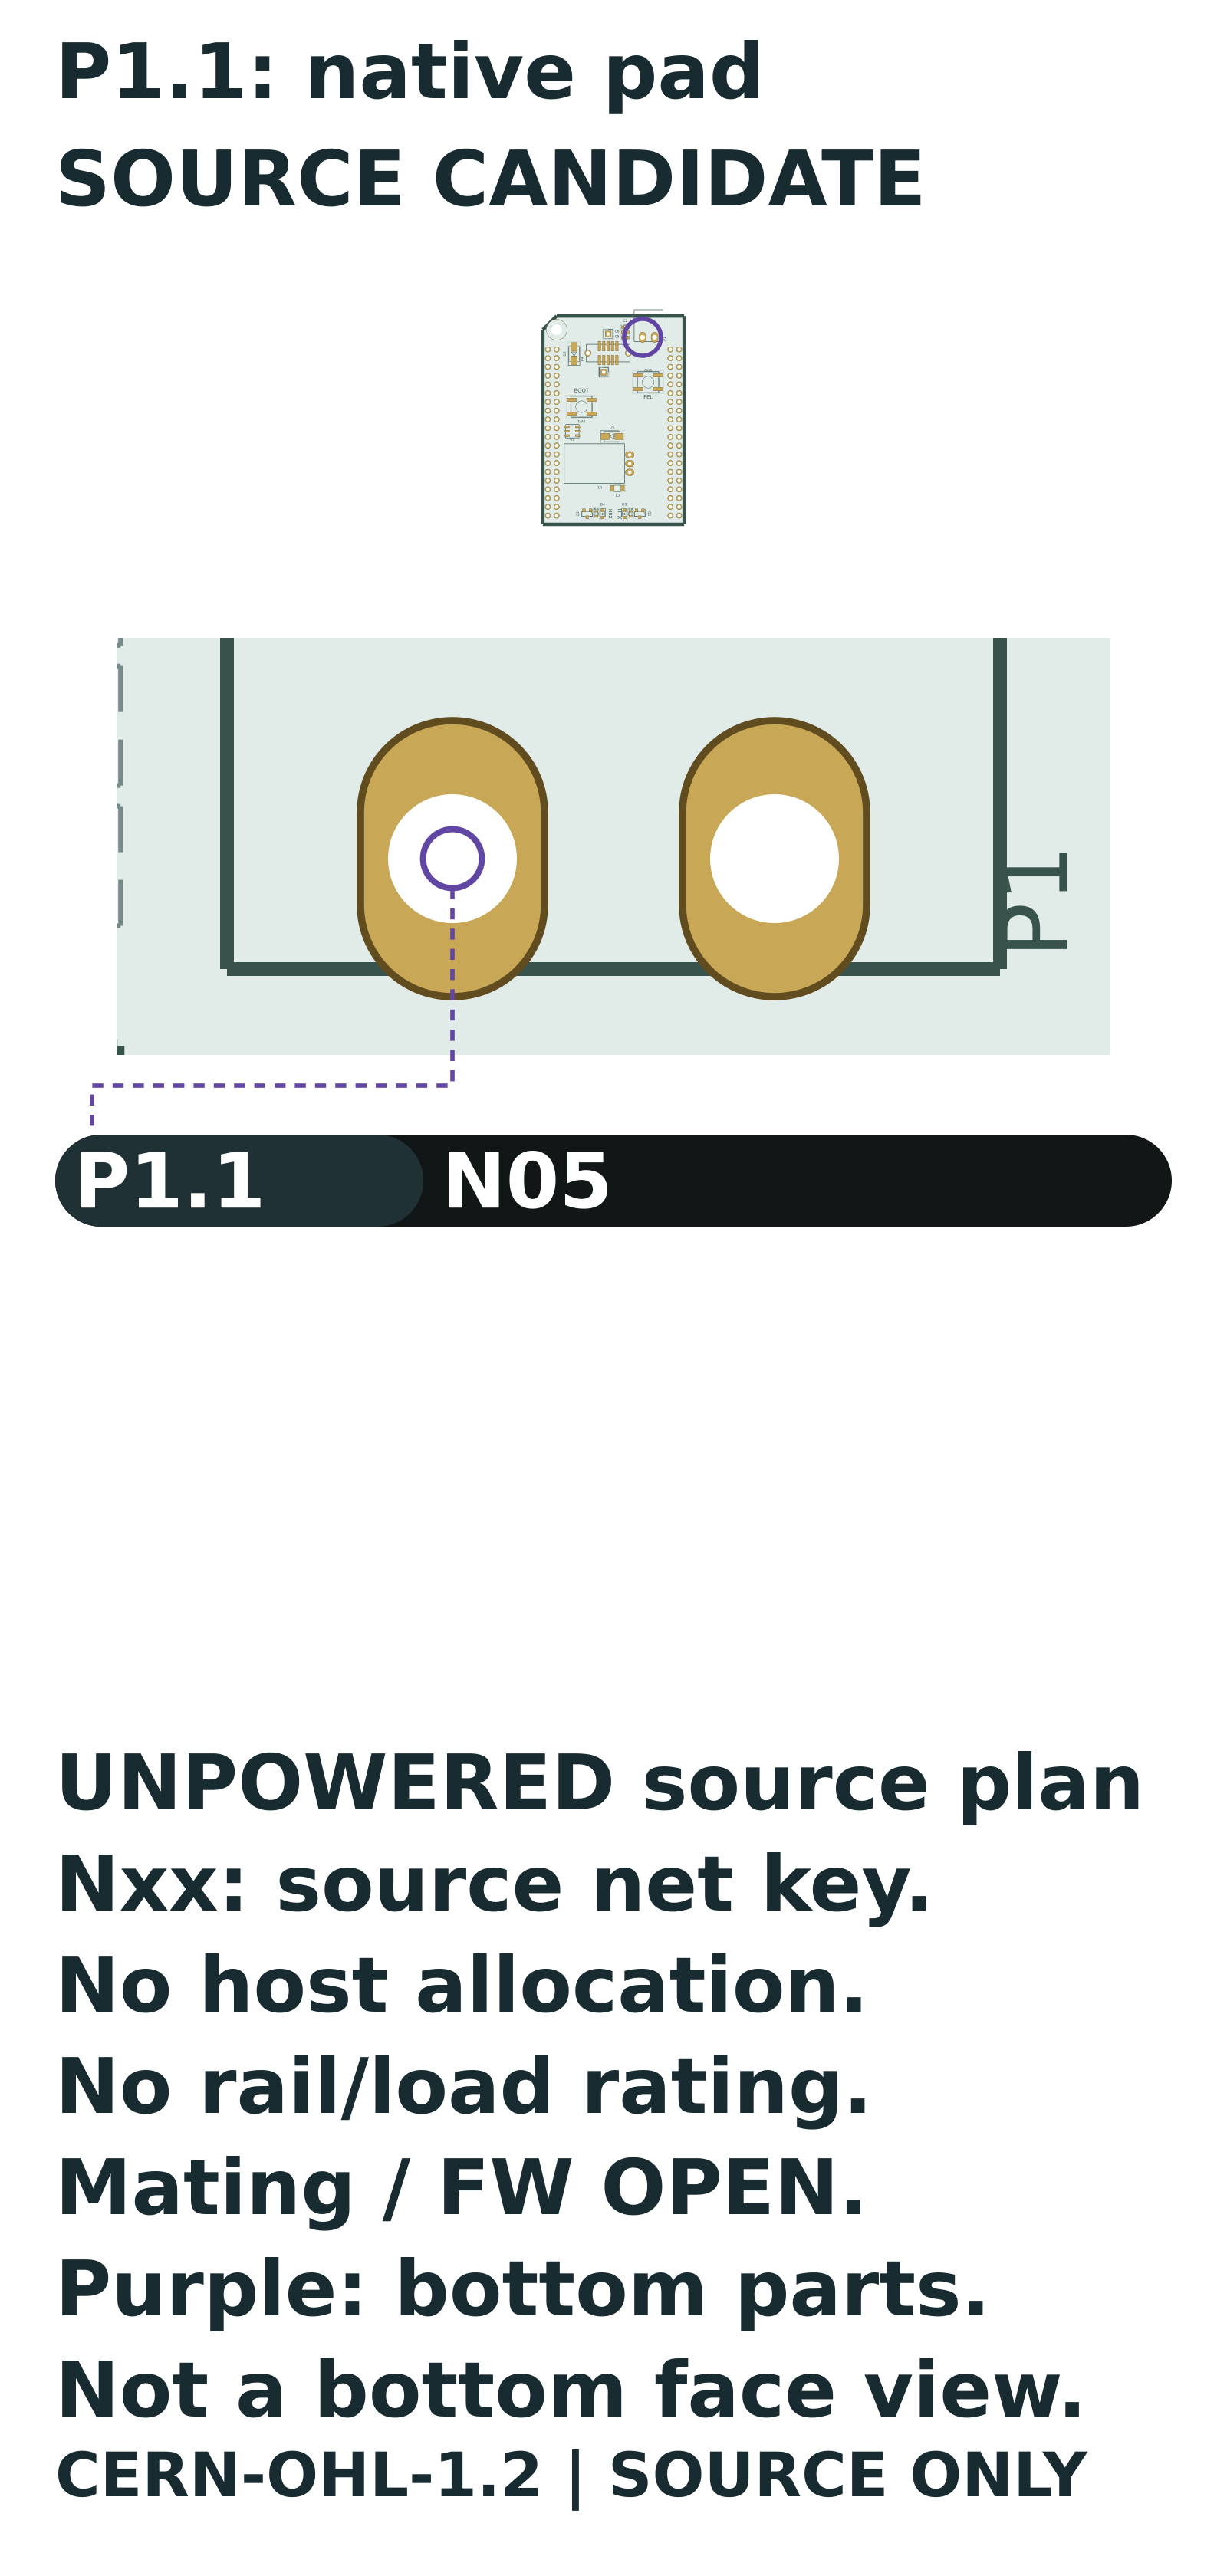 P1.1: native pad
SOURCE CANDIDATE
BOOT
FEL
P1
P1.1 N05
UNPOWERED source plan
Nxx: source net key.
No host allocation.
No rail/load rating.
Mating / FW OPEN.
Purple: bottom parts.
Not a bottom face view.
CERN-OHL-1.2 | SOURCE ONLY